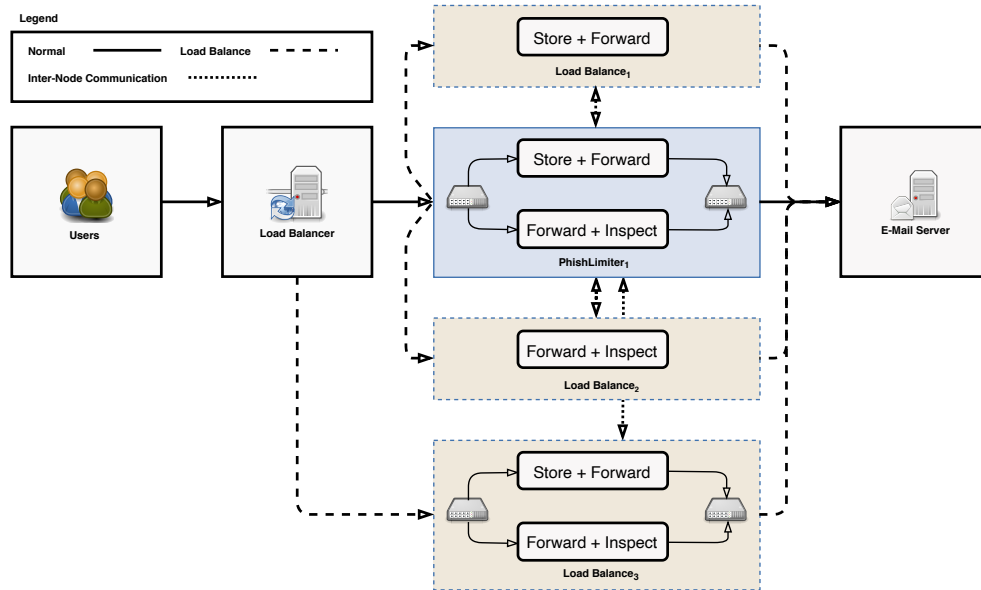 Legend
Normal
Load Balance
Inter-Node Communication
Store + Forward
Load Balance1
Users
Load Balancer
Store + Forward
Forward + Inspect
PhishLimiter1
E-Mail Server
Forward + Inspect
Load Balance2
Store + Forward
Forward + Inspect
Load Balance3